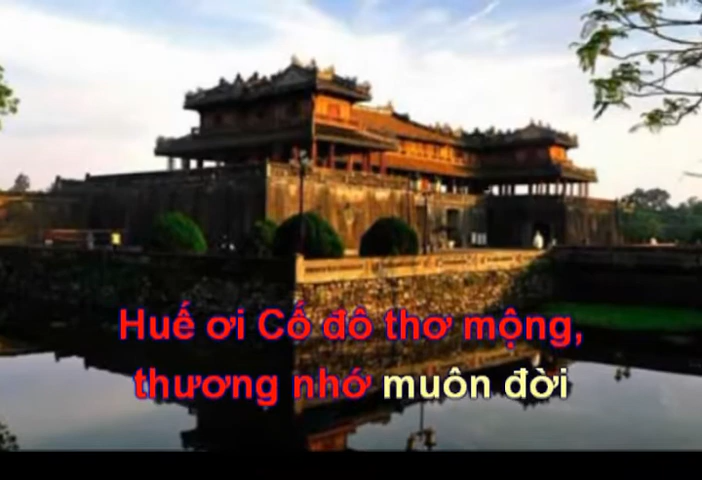 Huế ơi Cố đô thơ mộng,
thương nhớ muôn đời